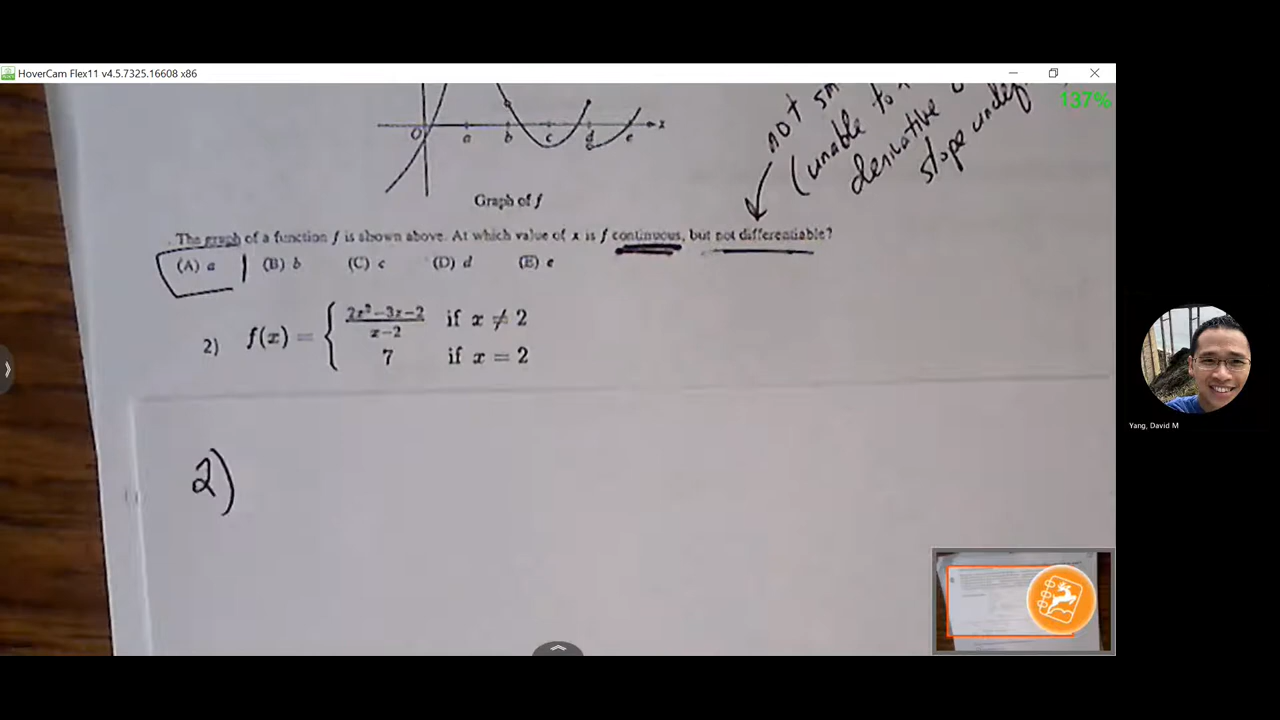 HoverCam Flex11 v4.5.7325.16608 x86
137%
not sm
(unable to
derivative
slope undef
O a b c d e x
Graph of f
The graph of a function f is shown above. At which value of x is f continuous, but not differentiable?
(A) a (B) b (C) c (D) d (E) e
2) f(x) = { 2x²−3x−2 / x−2 if x ≠ 2
7 if x = 2
2)
Yang, David M